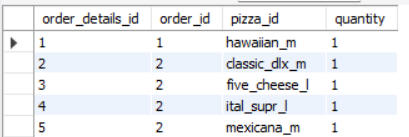 order_details_id order_id pizza_id quantity
1 1 hawaiian_m 1
2 2 classic_dlx_m 1
3 2 five_cheese_l 1
4 2 ital_supr_l 1
5 2 mexicana_m 1